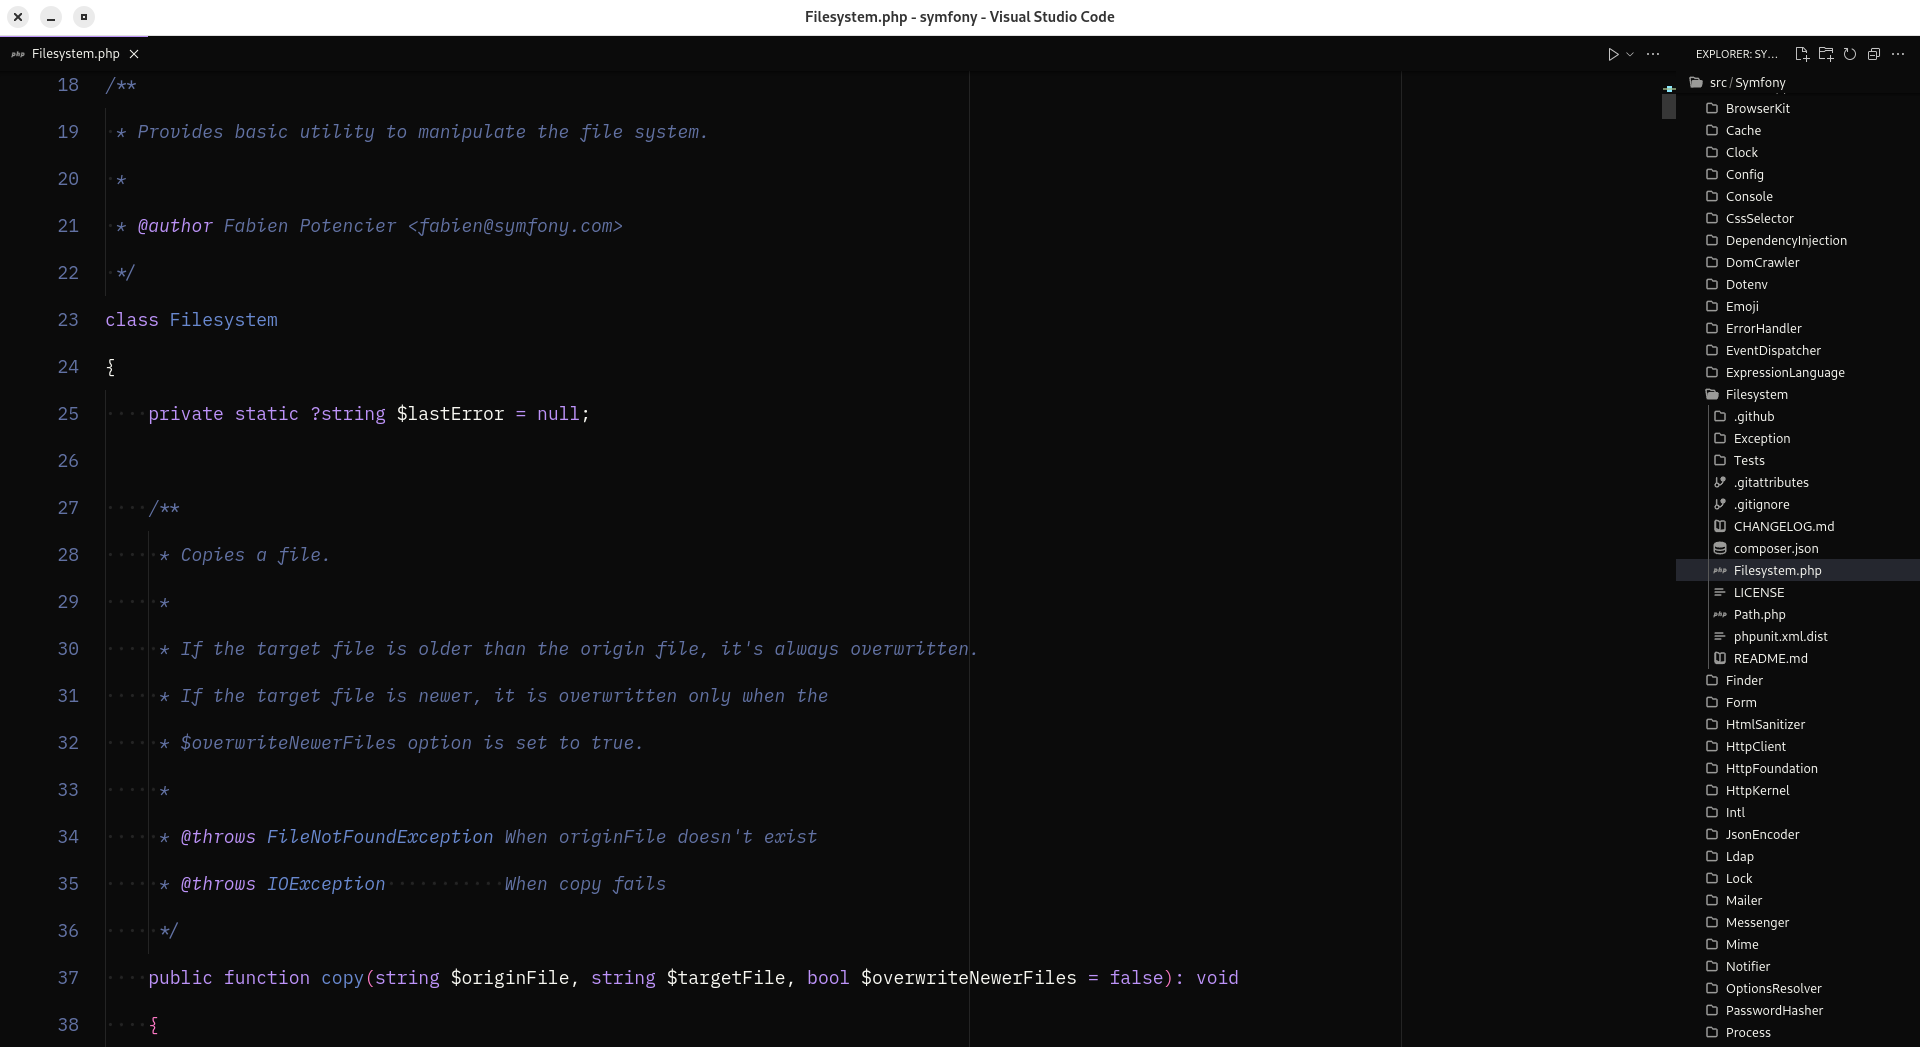 Filesystem.php - symfony - Visual Studio Code
php Filesystem.php
18 /**
19 * Provides basic utility to manipulate the file system.
20 *
21 * @author Fabien Potencier <fabien@symfony.com>
22 */
23 class Filesystem
24 {
25 private static ?string $lastError = null;
26
27 /**
28 * Copies a file.
29 *
30 * If the target file is older than the origin file, it's always overwritten.
31 * If the target file is newer, it is overwritten only when the
32 * $overwriteNewerFiles option is set to true.
33 *
34 * @throws FileNotFoundException When originFile doesn't exist
35 * @throws IOException When copy fails
36 */
37 public function copy(string $originFile, string $targetFile, bool $overwriteNewerFiles = false): void
38 {
EXPLORER: SY...
src/Symfony
BrowserKit
Cache
Clock
Config
Console
CssSelector
DependencyInjection
DomCrawler
Dotenv
Emoji
ErrorHandler
EventDispatcher
ExpressionLanguage
Filesystem
.github
Exception
Tests
.gitattributes
.gitignore
CHANGELOG.md
composer.json
php Filesystem.php
LICENSE
php Path.php
phpunit.xml.dist
README.md
Finder
Form
HtmlSanitizer
HttpClient
HttpFoundation
HttpKernel
Intl
JsonEncoder
Ldap
Lock
Mailer
Messenger
Mime
Notifier
OptionsResolver
PasswordHasher
Process